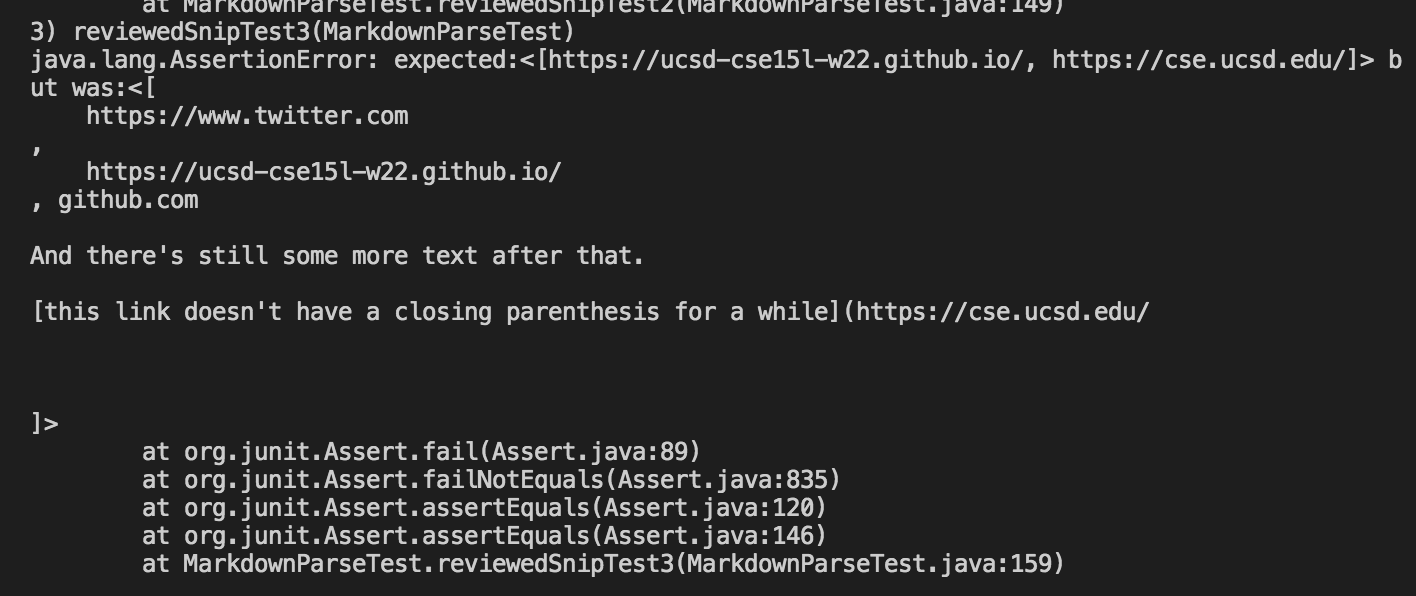 at MarkdownParseTest.reviewedSnipTest2(MarkdownParseTest.java:149)
3) reviewedSnipTest3(MarkdownParseTest)
java.lang.AssertionError: expected:<[https://ucsd-cse15l-w22.github.io/, https://cse.ucsd.edu/]> b
ut was:<[
    https://www.twitter.com
,
    https://ucsd-cse15l-w22.github.io/
, github.com

And there's still some more text after that.

[this link doesn't have a closing parenthesis for a while](https://cse.ucsd.edu/



]>
        at org.junit.Assert.fail(Assert.java:89)
        at org.junit.Assert.failNotEquals(Assert.java:835)
        at org.junit.Assert.assertEquals(Assert.java:120)
        at org.junit.Assert.assertEquals(Assert.java:146)
        at MarkdownParseTest.reviewedSnipTest3(MarkdownParseTest.java:159)